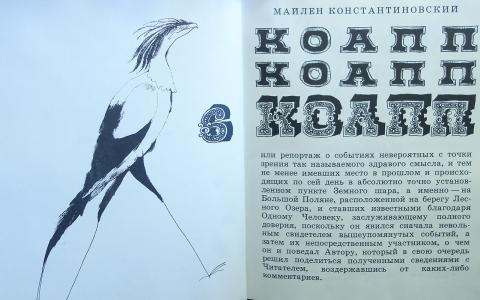 МАЙЛЕН КОНСТАНТИНОВСКИЙ
КОАПП
КОАПП
КОАПП
6
или репортаж о событиях невероятных с точки
зрения так называемого здравого смысла, и тем
не менее имевших место в прошлом и происхо-
дящих по сей день в абсолютно точно установ-
ленном пункте Земного шара, а именно — на
Большой Поляне, расположенной на берегу Лес-
ного Озера, и ставших известными благодаря
Одному Человеку, заслуживающему полного
доверия, поскольку он явился сначала неволь-
ным свидетелем вышеупомянутых событий, а
затем их непосредственным участником, о чем
он и поведал Автору, который в свою очередь
решил поделиться полученными сведениями с
Читателем, воздержавшись от каких-либо
комментариев.